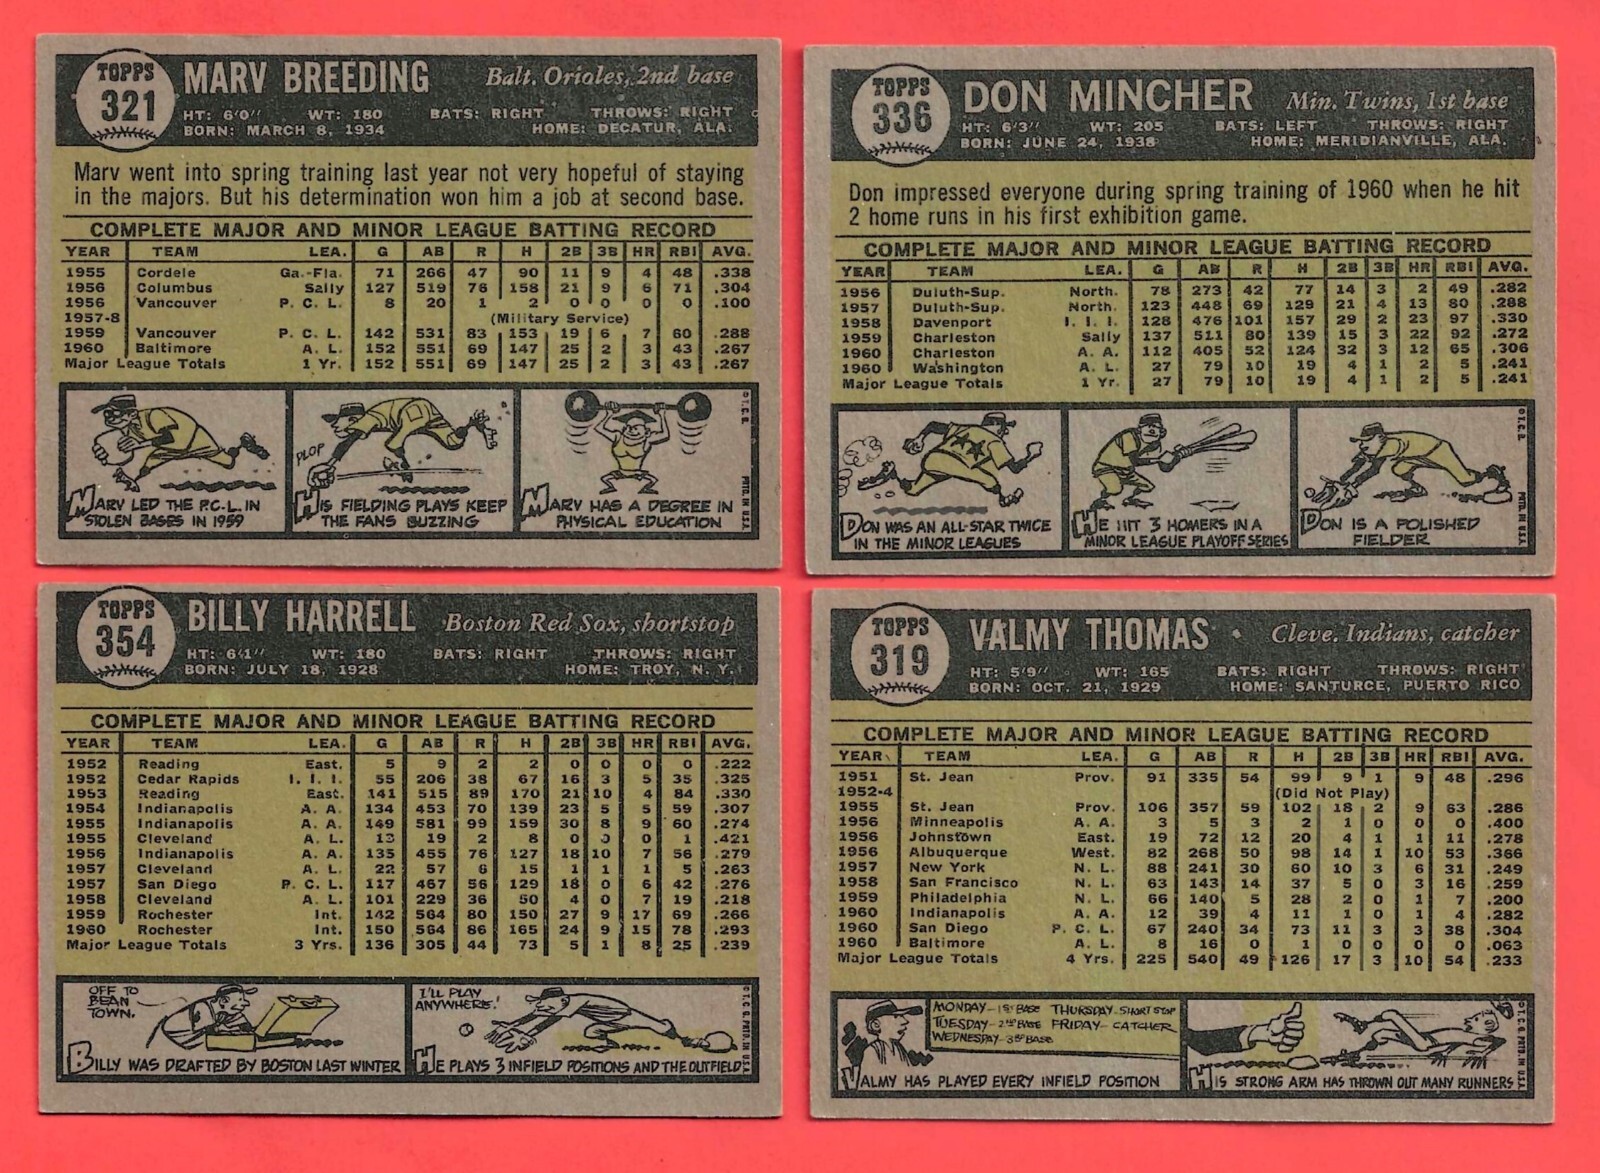 TOPPS
321
MARV BREEDING Balt. Orioles, 2nd base
HT: 6'0" WT: 180 BATS: RIGHT THROWS: RIGHT
BORN: MARCH 8, 1934 HOME: DECATUR, ALA.
Marv went into spring training last year not very hopeful of staying
in the majors. But his determination won him a job at second base.
COMPLETE MAJOR AND MINOR LEAGUE BATTING RECORD
YEAR TEAM LEA. G AB R H 2B 3B HR RBI AVG.
1955 Cordele Ga.-Fla. 71 266 47 90 11 9 4 48 .338
1956 Columbus Sally 127 519 76 158 21 9 6 71 .304
1956 Vancouver P. C. L. 8 20 1 2 0 0 0 0 .100
1957-8 (Military Service)
1959 Vancouver P. C. L. 142 531 83 153 19 6 7 60 .288
1960 Baltimore A. L. 152 551 69 147 25 2 3 43 .267
Major League Totals 1 Yr. 152 551 69 147 25 2 3 43 .267
PLOP
MARV LED THE P.C.L. IN
STOLEN BASES IN 1959
HIS FIELDING PLAYS KEEP
THE FANS BUZZING
MARV HAS A DEGREE IN
PHYSICAL EDUCATION
© T.C.G. PRTD. IN U.S.A.
TOPPS
336
DON MINCHER Min. Twins, 1st base
HT: 6'3" WT: 205 BATS: LEFT THROWS: RIGHT
BORN: JUNE 24, 1938 HOME: MERIDIANVILLE, ALA.
Don impressed everyone during spring training of 1960 when he hit
2 home runs in his first exhibition game.
COMPLETE MAJOR AND MINOR LEAGUE BATTING RECORD
YEAR TEAM LEA. G AB R H 2B 3B HR RBI AVG.
1956 Duluth-Sup. North. 78 273 42 77 14 3 2 49 .282
1957 Duluth-Sup. North. 123 448 69 129 21 4 13 80 .288
1958 Davenport I. I. I. 128 476 101 157 29 2 23 97 .330
1959 Charleston Sally 137 511 80 139 15 3 22 92 .272
1960 Charleston A. A. 112 405 52 124 32 3 12 65 .306
1960 Washington A. L. 27 79 10 19 4 1 2 5 .241
Major League Totals 1 Yr. 27 79 10 19 4 1 2 5 .241
DON WAS AN ALL-STAR TWICE
IN THE MINOR LEAGUES
HE HIT 3 HOMERS IN A
MINOR LEAGUE PLAYOFF SERIES
DON IS A POLISHED
FIELDER
© T.C.G. PRTD. IN U.S.A.
TOPPS
354
BILLY HARRELL Boston Red Sox, shortstop
HT: 6'1" WT: 180 BATS: RIGHT THROWS: RIGHT
BORN: JULY 18, 1928 HOME: TROY, N. Y.
COMPLETE MAJOR AND MINOR LEAGUE BATTING RECORD
YEAR TEAM LEA. G AB R H 2B 3B HR RBI AVG.
1952 Reading East. 5 9 2 2 0 0 0 0 .222
1952 Cedar Rapids I. I. I. 55 206 38 67 16 3 5 35 .325
1953 Reading East. 141 515 89 170 21 10 4 84 .330
1954 Indianapolis A. A. 134 453 70 139 23 5 5 59 .307
1955 Indianapolis A. A. 149 581 99 159 30 8 9 60 .274
1955 Cleveland A. L. 13 19 2 8 0 0 0 1 .421
1956 Indianapolis A. A. 135 455 76 127 18 10 7 56 .279
1957 Cleveland A. L. 22 57 6 15 1 1 1 5 .263
1957 San Diego P. C. L. 117 467 56 129 18 0 6 42 .276
1958 Cleveland A. L. 101 229 36 50 4 0 7 19 .218
1959 Rochester Int. 142 564 80 150 27 9 17 69 .266
1960 Rochester Int. 150 564 86 165 24 9 15 78 .293
Major League Totals 3 Yrs. 136 305 44 73 5 1 8 25 .239
OFF TO
BEAN
TOWN.
BILLY WAS DRAFTED BY BOSTON LAST WINTER
I'LL PLAY
ANYWHERE!
HE PLAYS 3 INFIELD POSITIONS AND THE OUTFIELD
© T.C.G. PRTD. IN U.S.A.
TOPPS
319
VALMY THOMAS Cleve. Indians, catcher
HT: 5'9" WT: 165 BATS: RIGHT THROWS: RIGHT
BORN: OCT. 21, 1929 HOME: SANTURCE, PUERTO RICO
COMPLETE MAJOR AND MINOR LEAGUE BATTING RECORD
YEAR TEAM LEA. G AB R H 2B 3B HR RBI AVG.
1951 St. Jean Prov. 91 335 54 99 9 1 9 48 .296
1952-4 (Did Not Play)
1955 St. Jean Prov. 106 357 59 102 18 2 9 63 .286
1956 Minneapolis A. A. 3 5 3 2 1 0 0 0 .400
1956 Johnstown East. 19 72 12 20 4 1 1 11 .278
1956 Albuquerque West. 82 268 50 98 14 1 10 53 .366
1957 New York N. L. 88 241 30 60 10 3 6 31 .249
1958 San Francisco N. L. 63 143 14 37 5 0 3 16 .259
1959 Philadelphia N. L. 66 140 5 28 2 0 1 7 .200
1960 Indianapolis A. A. 12 39 4 11 1 0 1 4 .282
1960 San Diego P. C. L. 67 240 34 73 11 3 3 38 .304
1960 Baltimore A. L. 8 16 0 1 0 0 0 0 .063
Major League Totals 4 Yrs. 225 540 49 126 17 3 10 54 .233
MONDAY-1ST BASE THURSDAY-SHORT STOP
TUESDAY-2ND BASE FRIDAY-CATCHER
WEDNESDAY-3RD BASE
VALMY HAS PLAYED EVERY INFIELD POSITION
HIS STRONG ARM HAS THROWN OUT MANY RUNNERS
© T.C.G. PRTD. IN U.S.A.